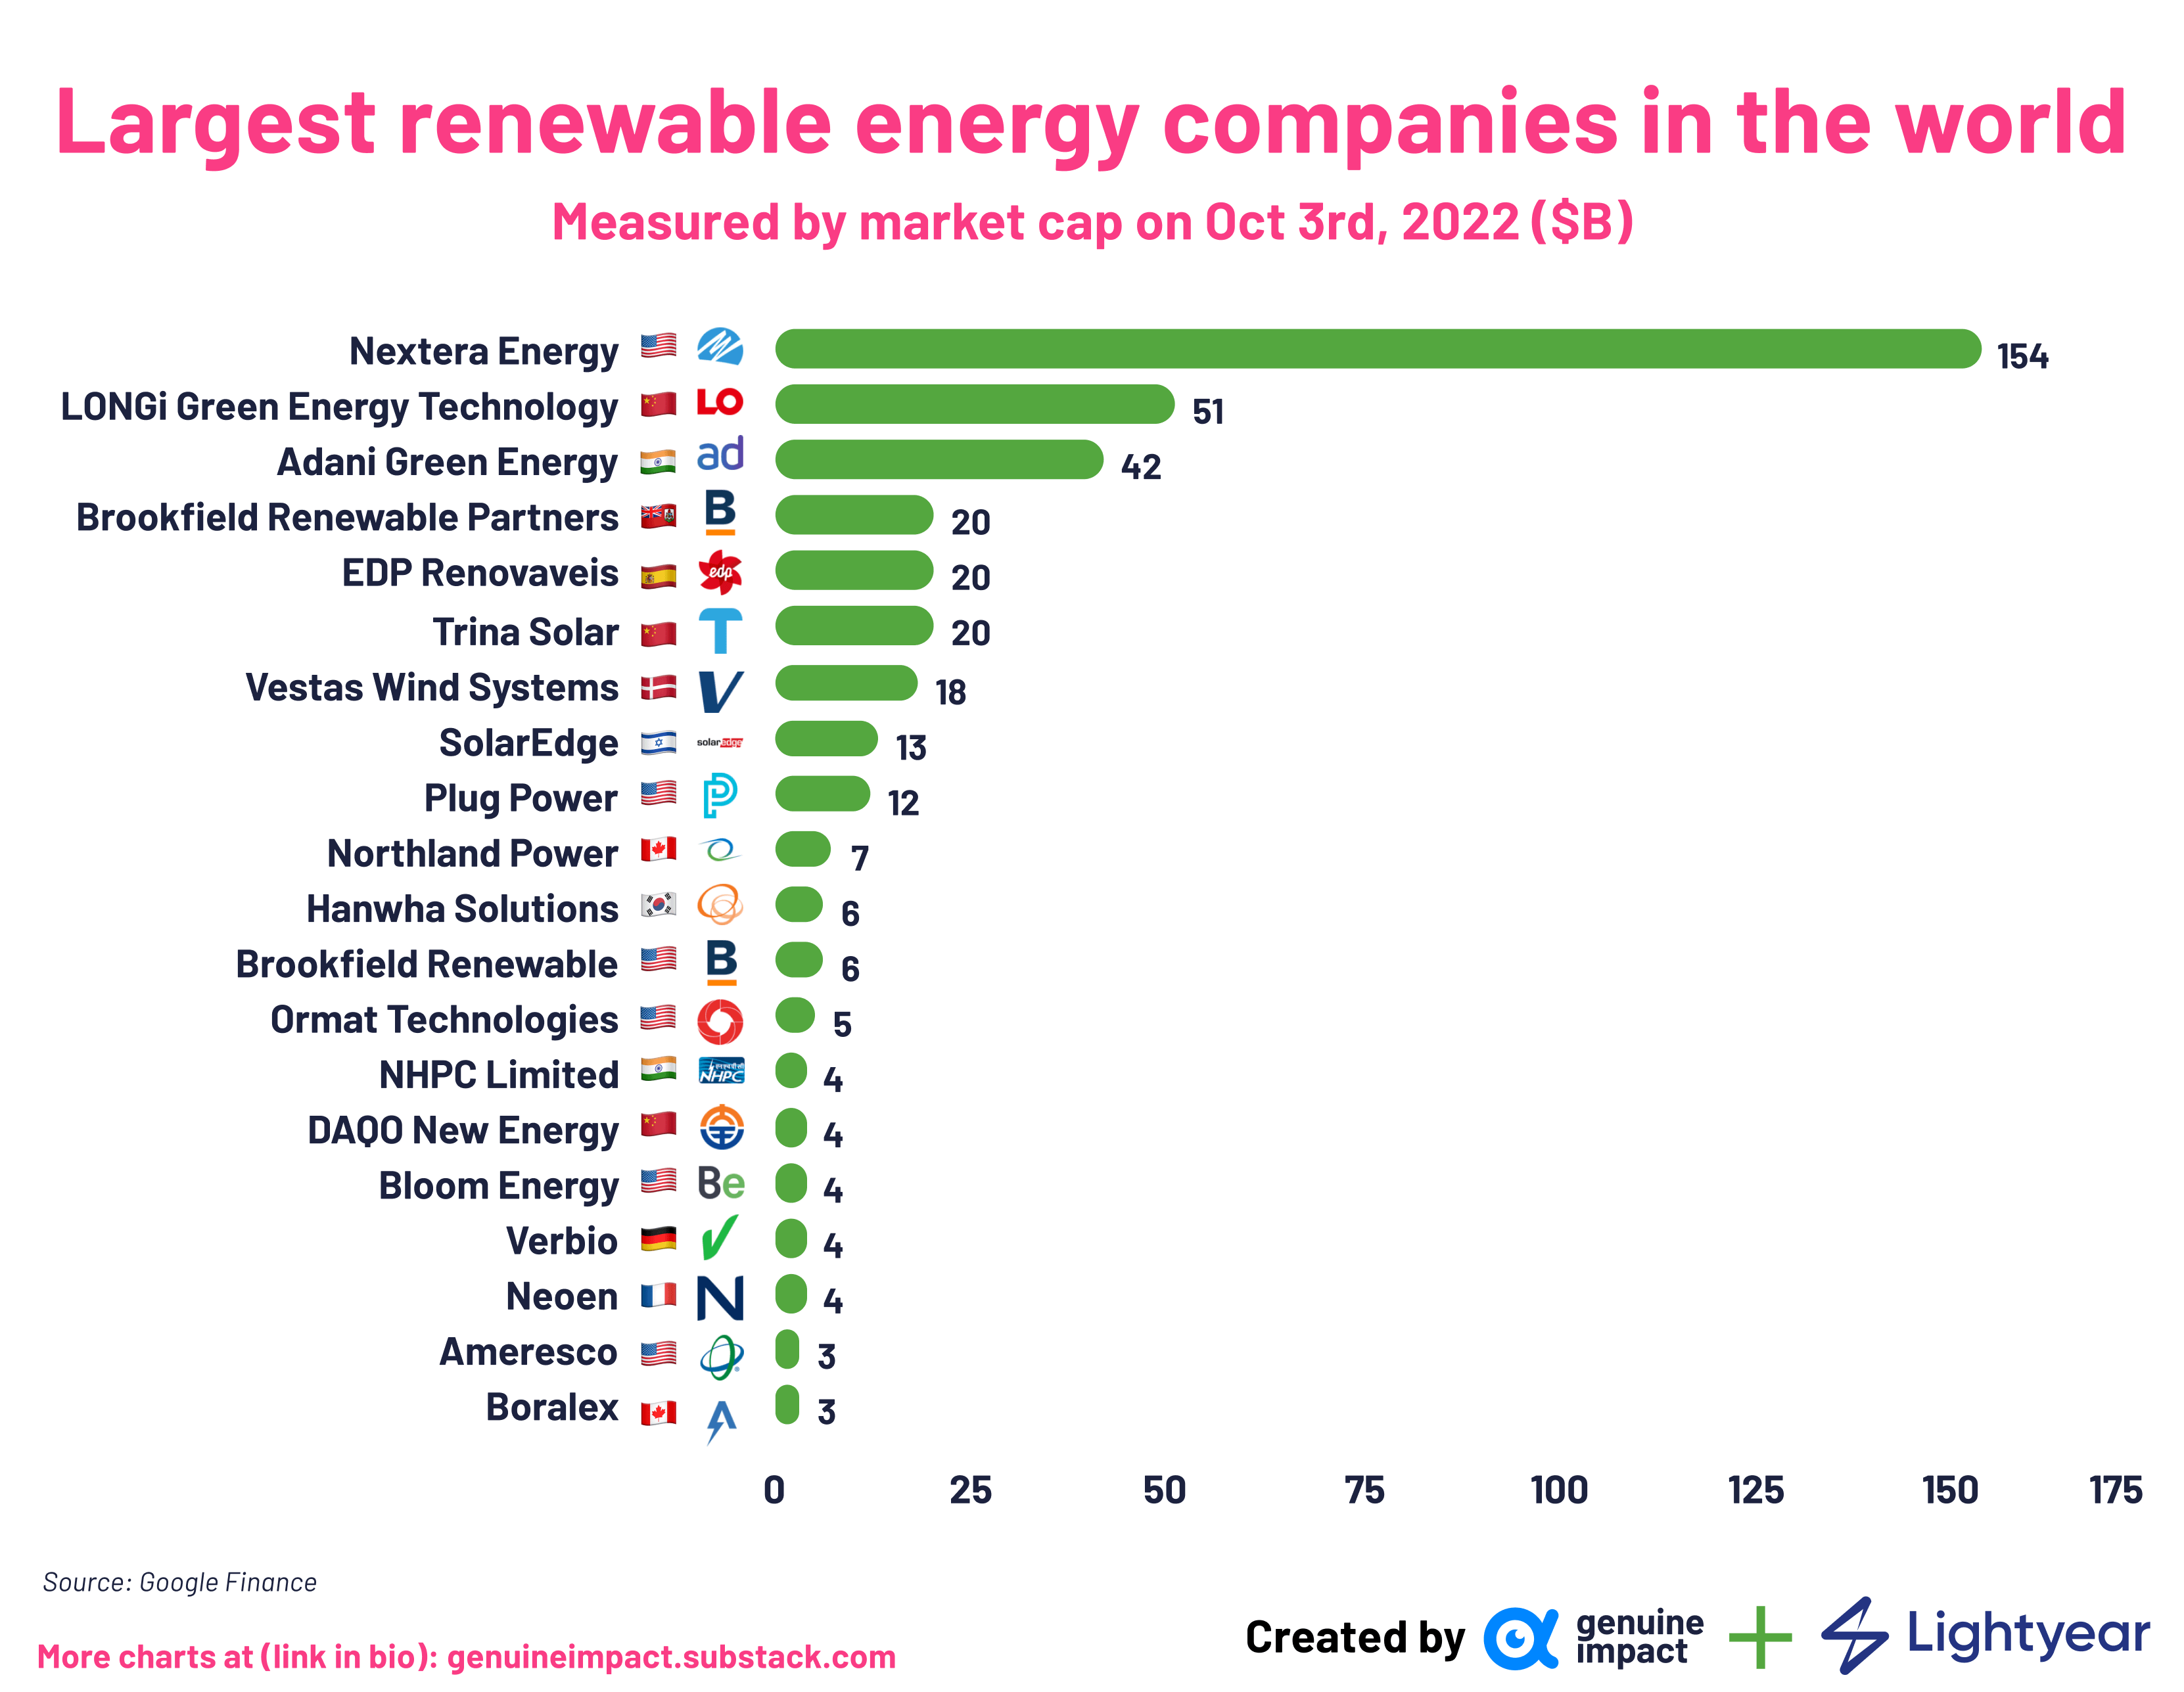 Largest renewable energy companies in the world
Measured by market cap on Oct 3rd, 2022 ($B)
Nextera Energy 154
LONGi Green Energy Technology LO 51
Adani Green Energy ad 42
Brookfield Renewable Partners B 20
EDP Renovaveis edp 20
Trina Solar T 20
Vestas Wind Systems V 18
SolarEdge solaredge 13
Plug Power P 12
Northland Power 7
Hanwha Solutions 6
Brookfield Renewable B 6
Ormat Technologies 5
NHPC Limited NHPC 4
DAQO New Energy 4
Bloom Energy Be 4
Verbio 4
Neoen N 4
Ameresco 3
Boralex 3
0 25 50 75 100 125 150 175
Source: Google Finance
More charts at (link in bio): genuineimpact.substack.com
Created by genuine impact + Lightyear